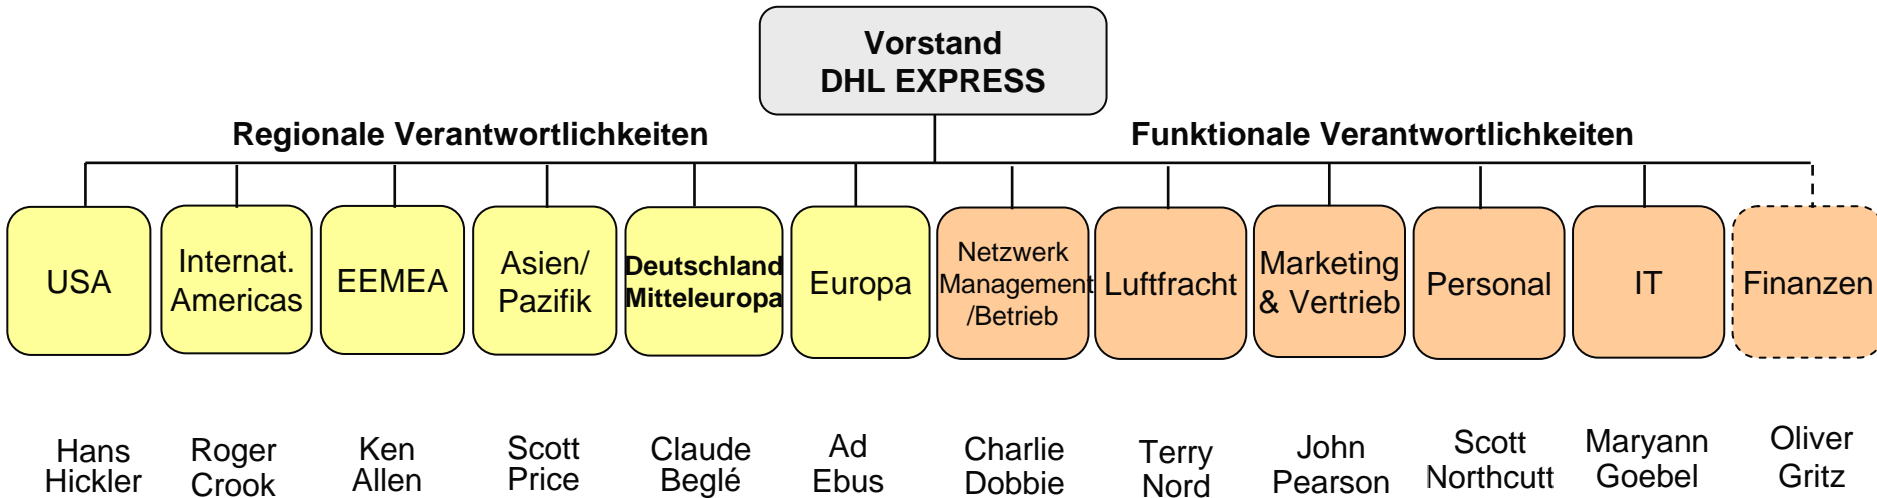 Vorstand
DHL EXPRESS
Regionale Verantwortlichkeiten
Funktionale Verantwortlichkeiten
USA
Internat.
Americas
EEMEA
Asien/
Pazifik
Deutschland
Mitteleuropa
Europa
Netzwerk
Management
/Betrieb
Luftfracht
Marketing
& Vertrieb
Personal
IT
Finanzen
Hans
Hickler
Roger
Crook
Ken
Allen
Scott
Price
Claude
Beglé
Ad
Ebus
Charlie
Dobbie
Terry
Nord
John
Pearson
Scott
Northcutt
Maryann
Goebel
Oliver
Gritz